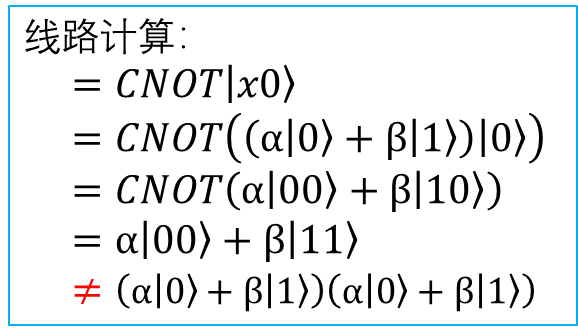 线路计算:
= CNOT|x0⟩
= CNOT((α|0⟩ + β|1⟩)|0⟩)
= CNOT(α|00⟩ + β|10⟩)
= α|00⟩ + β|11⟩
≠ (α|0⟩ + β|1⟩)(α|0⟩ + β|1⟩)